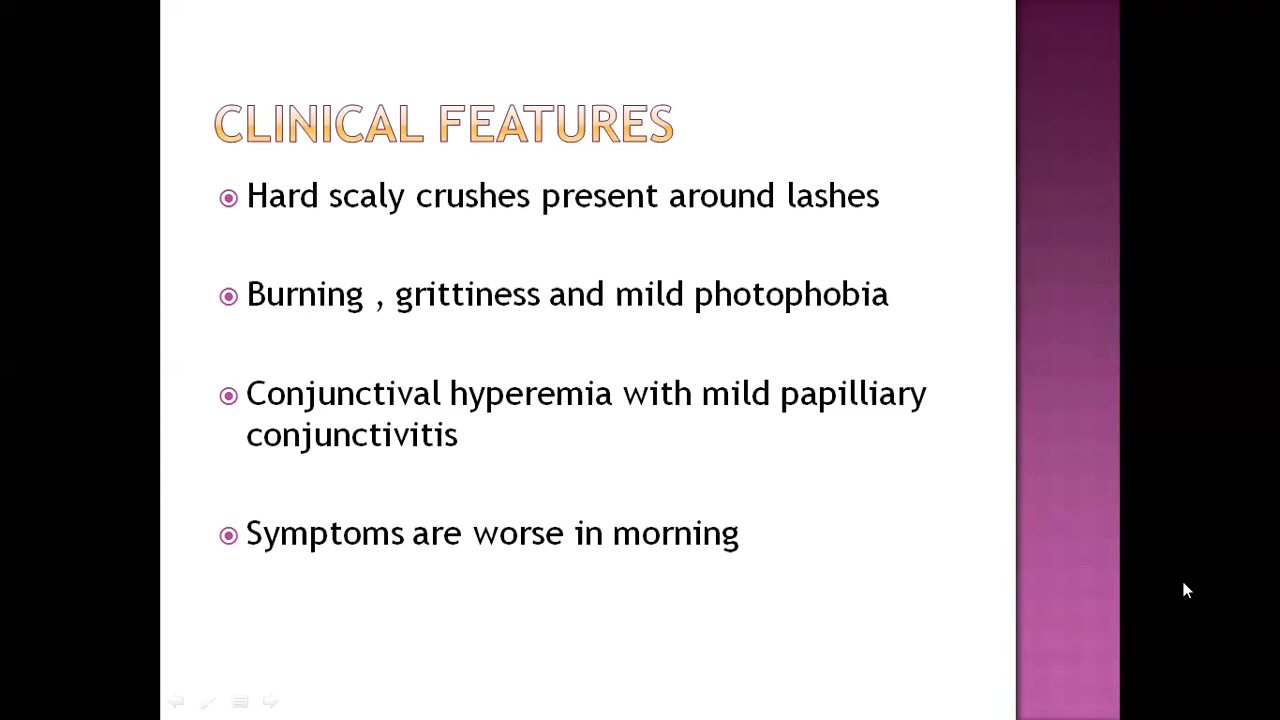 CLINICAL FEATURES
Hard scaly crushes present around lashes
Burning , grittiness and mild photophobia
Conjunctival hyperemia with mild papilliary
conjunctivitis
Symptoms are worse in morning